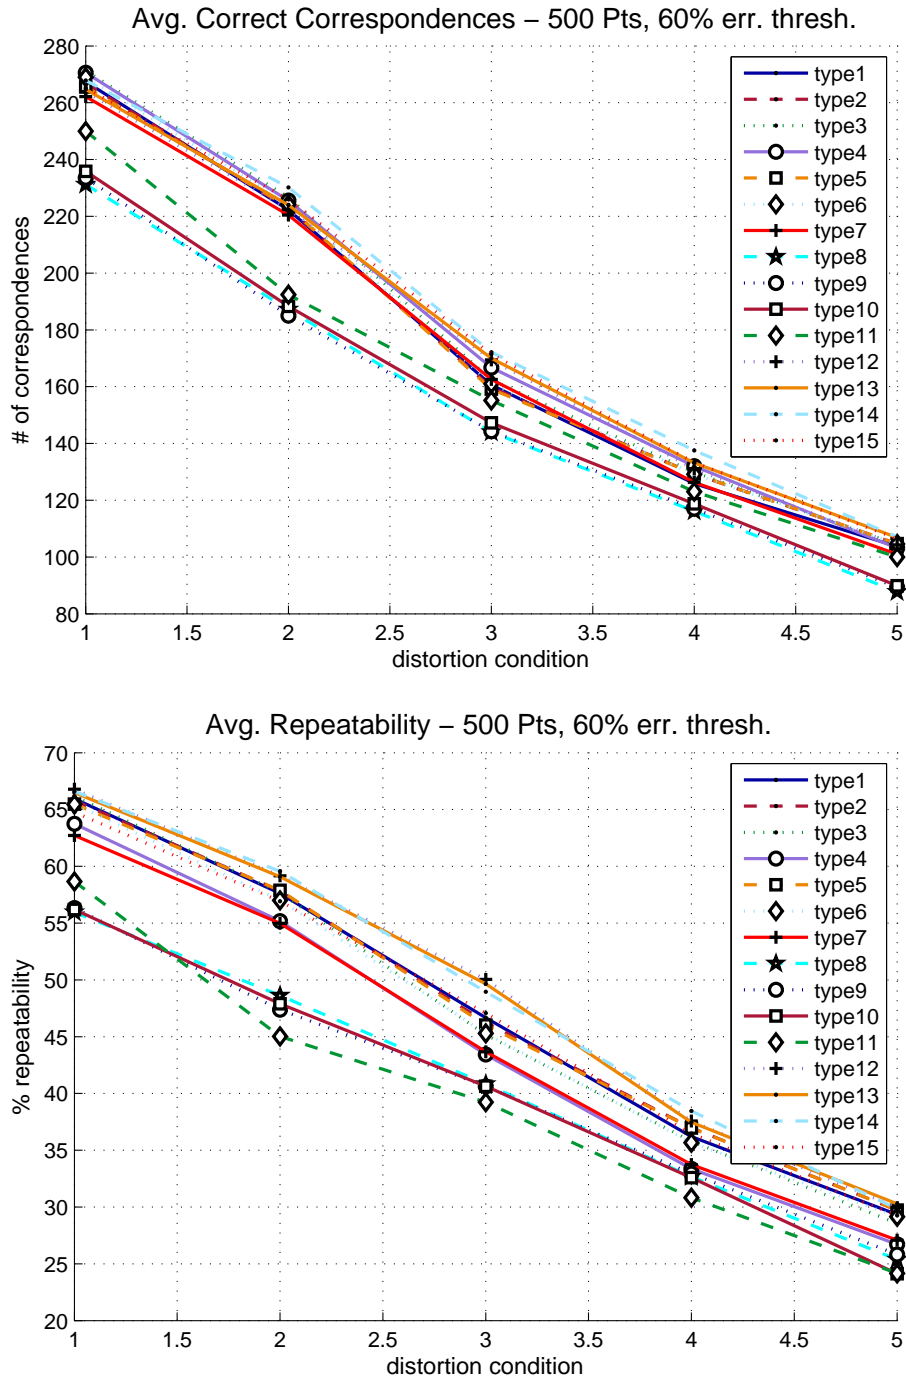 Avg. Correct Correspondences – 500 Pts, 60% err. thresh.
280
260
240
220
200
180
160
140
120
100
80
# of correspondences
1 1.5 2 2.5 3 3.5 4 4.5 5
distortion condition
type1
type2
type3
type4
type5
type6
type7
type8
type9
type10
type11
type12
type13
type14
type15
Avg. Repeatability – 500 Pts, 60% err. thresh.
70
65
60
55
50
45
40
35
30
25
20
% repeatability
1 1.5 2 2.5 3 3.5 4 4.5 5
distortion condition
type1
type2
type3
type4
type5
type6
type7
type8
type9
type10
type11
type12
type13
type14
type15